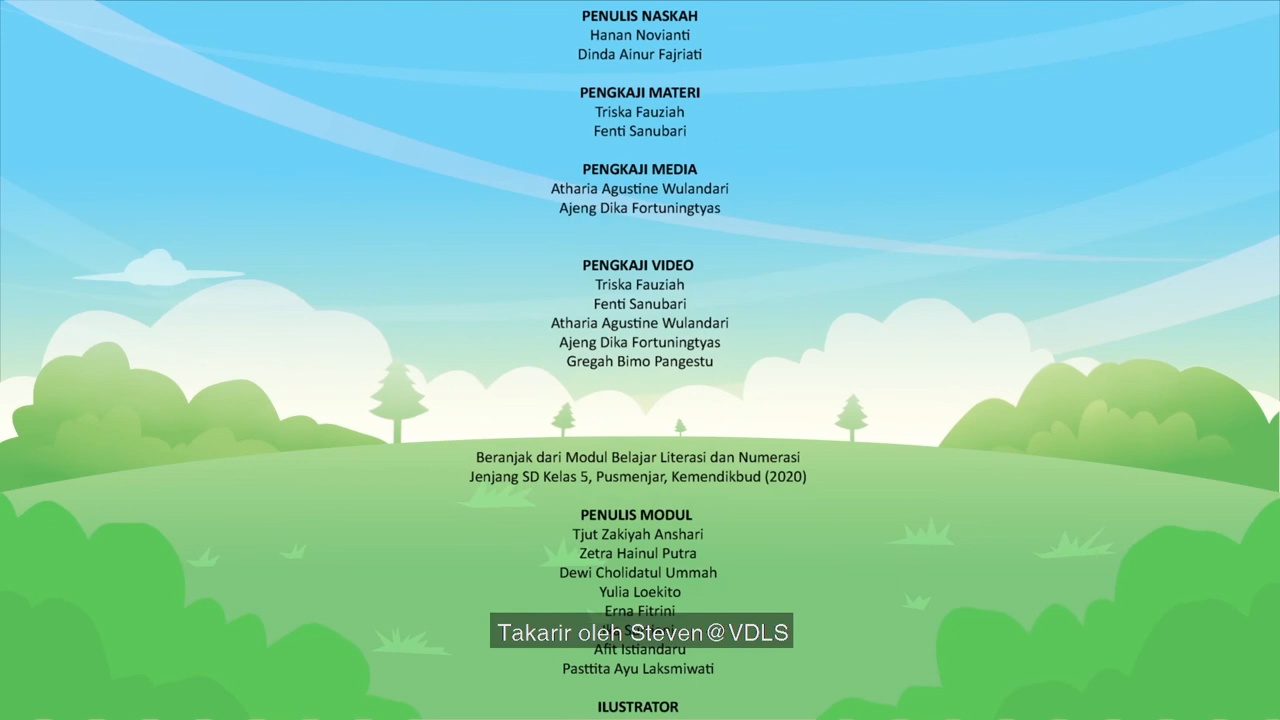 PENULIS NASKAH
Hanan Novianti
Dinda Ainur Fajriati
PENGKAJI MATERI
Triska Fauziah
Fenti Sanubari
PENGKAJI MEDIA
Atharia Agustine Wulandari
Ajeng Dika Fortuningtyas
PENGKAJI VIDEO
Triska Fauziah
Fenti Sanubari
Atharia Agustine Wulandari
Ajeng Dika Fortuningtyas
Gregah Bimo Pangestu
Beranjak dari Modul Belajar Literasi dan Numerasi
Jenjang SD Kelas 5, Pusmenjar, Kemendikbud (2020)
PENULIS MODUL
Tjut Zakiyah Anshari
Zetra Hainul Putra
Dewi Cholidatul Ummah
Yulia Loekito
Erna Fitrini
Takarir oleh Steven@VDLS
Afit Istiandaru
Pasttita Ayu Laksmiwati
ILUSTRATOR